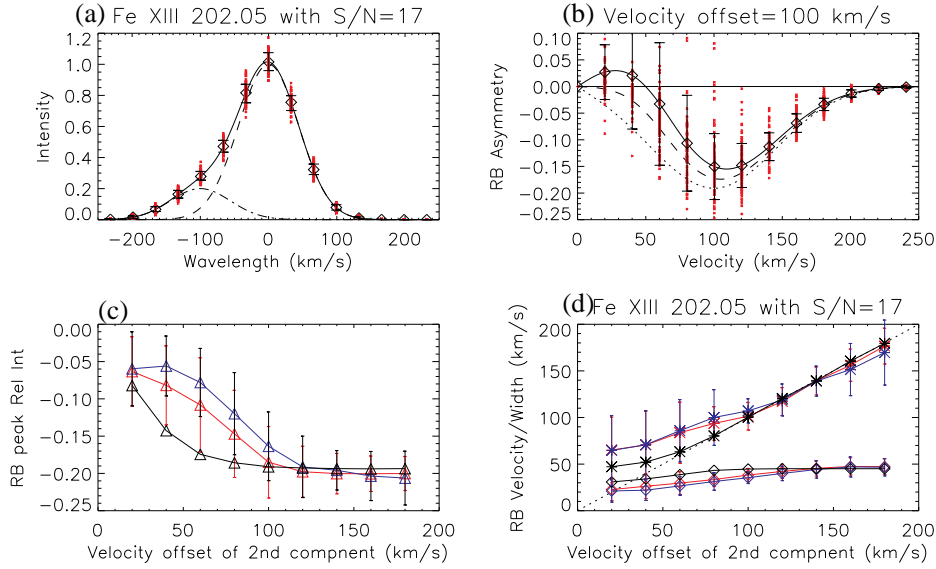 (a) Fe XIII 202.05 with S/N=17
Intensity
1.2
1.0
0.8
0.6
0.4
0.2
0.0
-200 -100 0 100 200
Wavelength (km/s)
(b) Velocity offset=100 km/s
RB Asymmetry
0.10
0.05
0.00
-0.05
-0.10
-0.15
-0.20
-0.25
0 50 100 150 200 250
Velocity (km/s)
(c)
RB peak Rel Int
0.00
-0.05
-0.10
-0.15
-0.20
-0.25
0 50 100 150 200
Velocity offset of 2nd compnent (km/s)
(d) Fe XIII 202.05 with S/N=17
RB Velocity/Width (km/s)
200
150
100
50
0
0 50 100 150 200
Velocity offset of 2nd compnent (km/s)